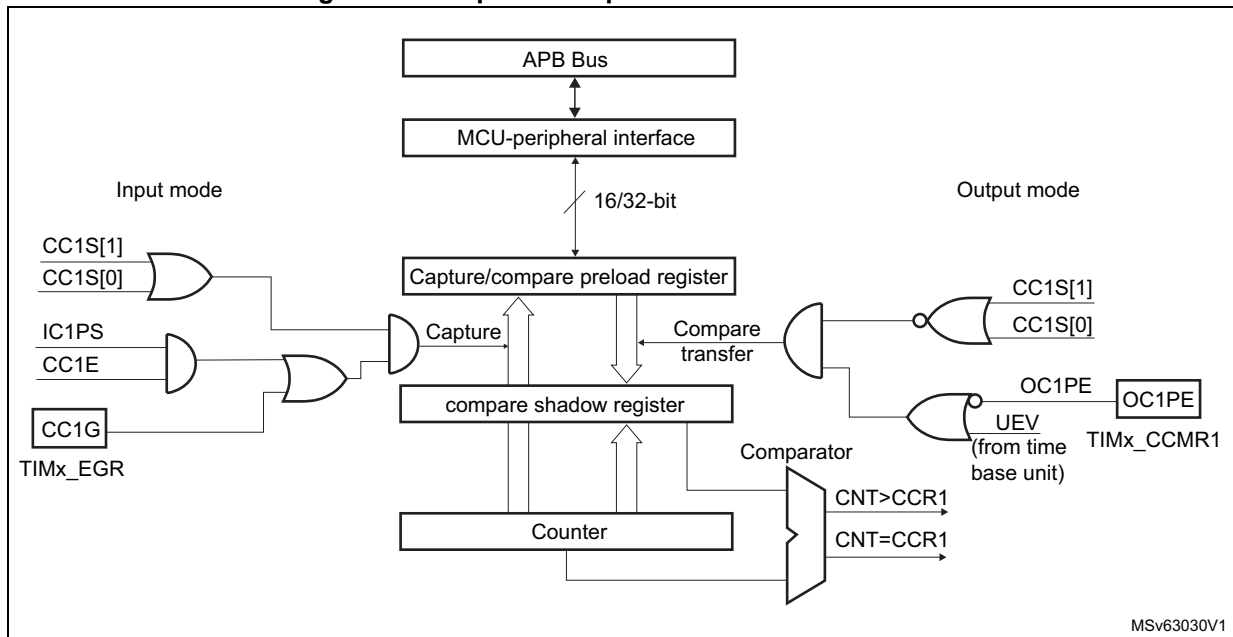 APB Bus
MCU-peripheral interface
Input mode
16/32-bit
Output mode
CC1S[1]
CC1S[0]
IC1PS
CC1E
CC1G
TIMx_EGR
Capture/compare preload register
Capture
Compare
transfer
CC1S[1]
CC1S[0]
OC1PE
OC1PE
UEV
(from time
base unit)
TIMx_CCMR1
compare shadow register
Comparator
CNT>CCR1
CNT=CCR1
Counter
MSv63030V1